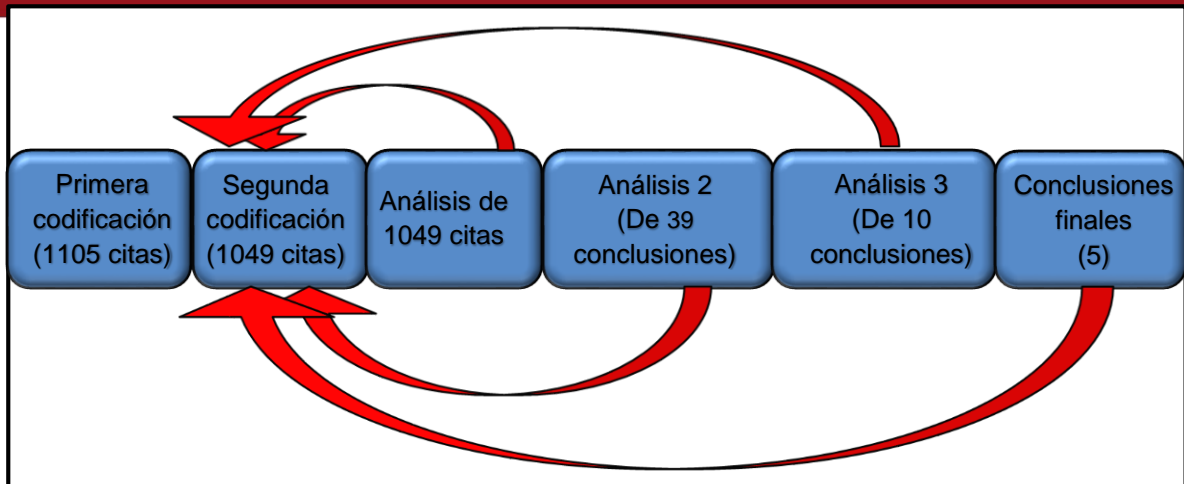 Primera
codificación
(1105 citas)
Segunda
codificación
(1049 citas)
Análisis de
1049 citas
Análisis 2
(De 39
conclusiones)
Análisis 3
(De 10
conclusiones)
Conclusiones
finales
(5)